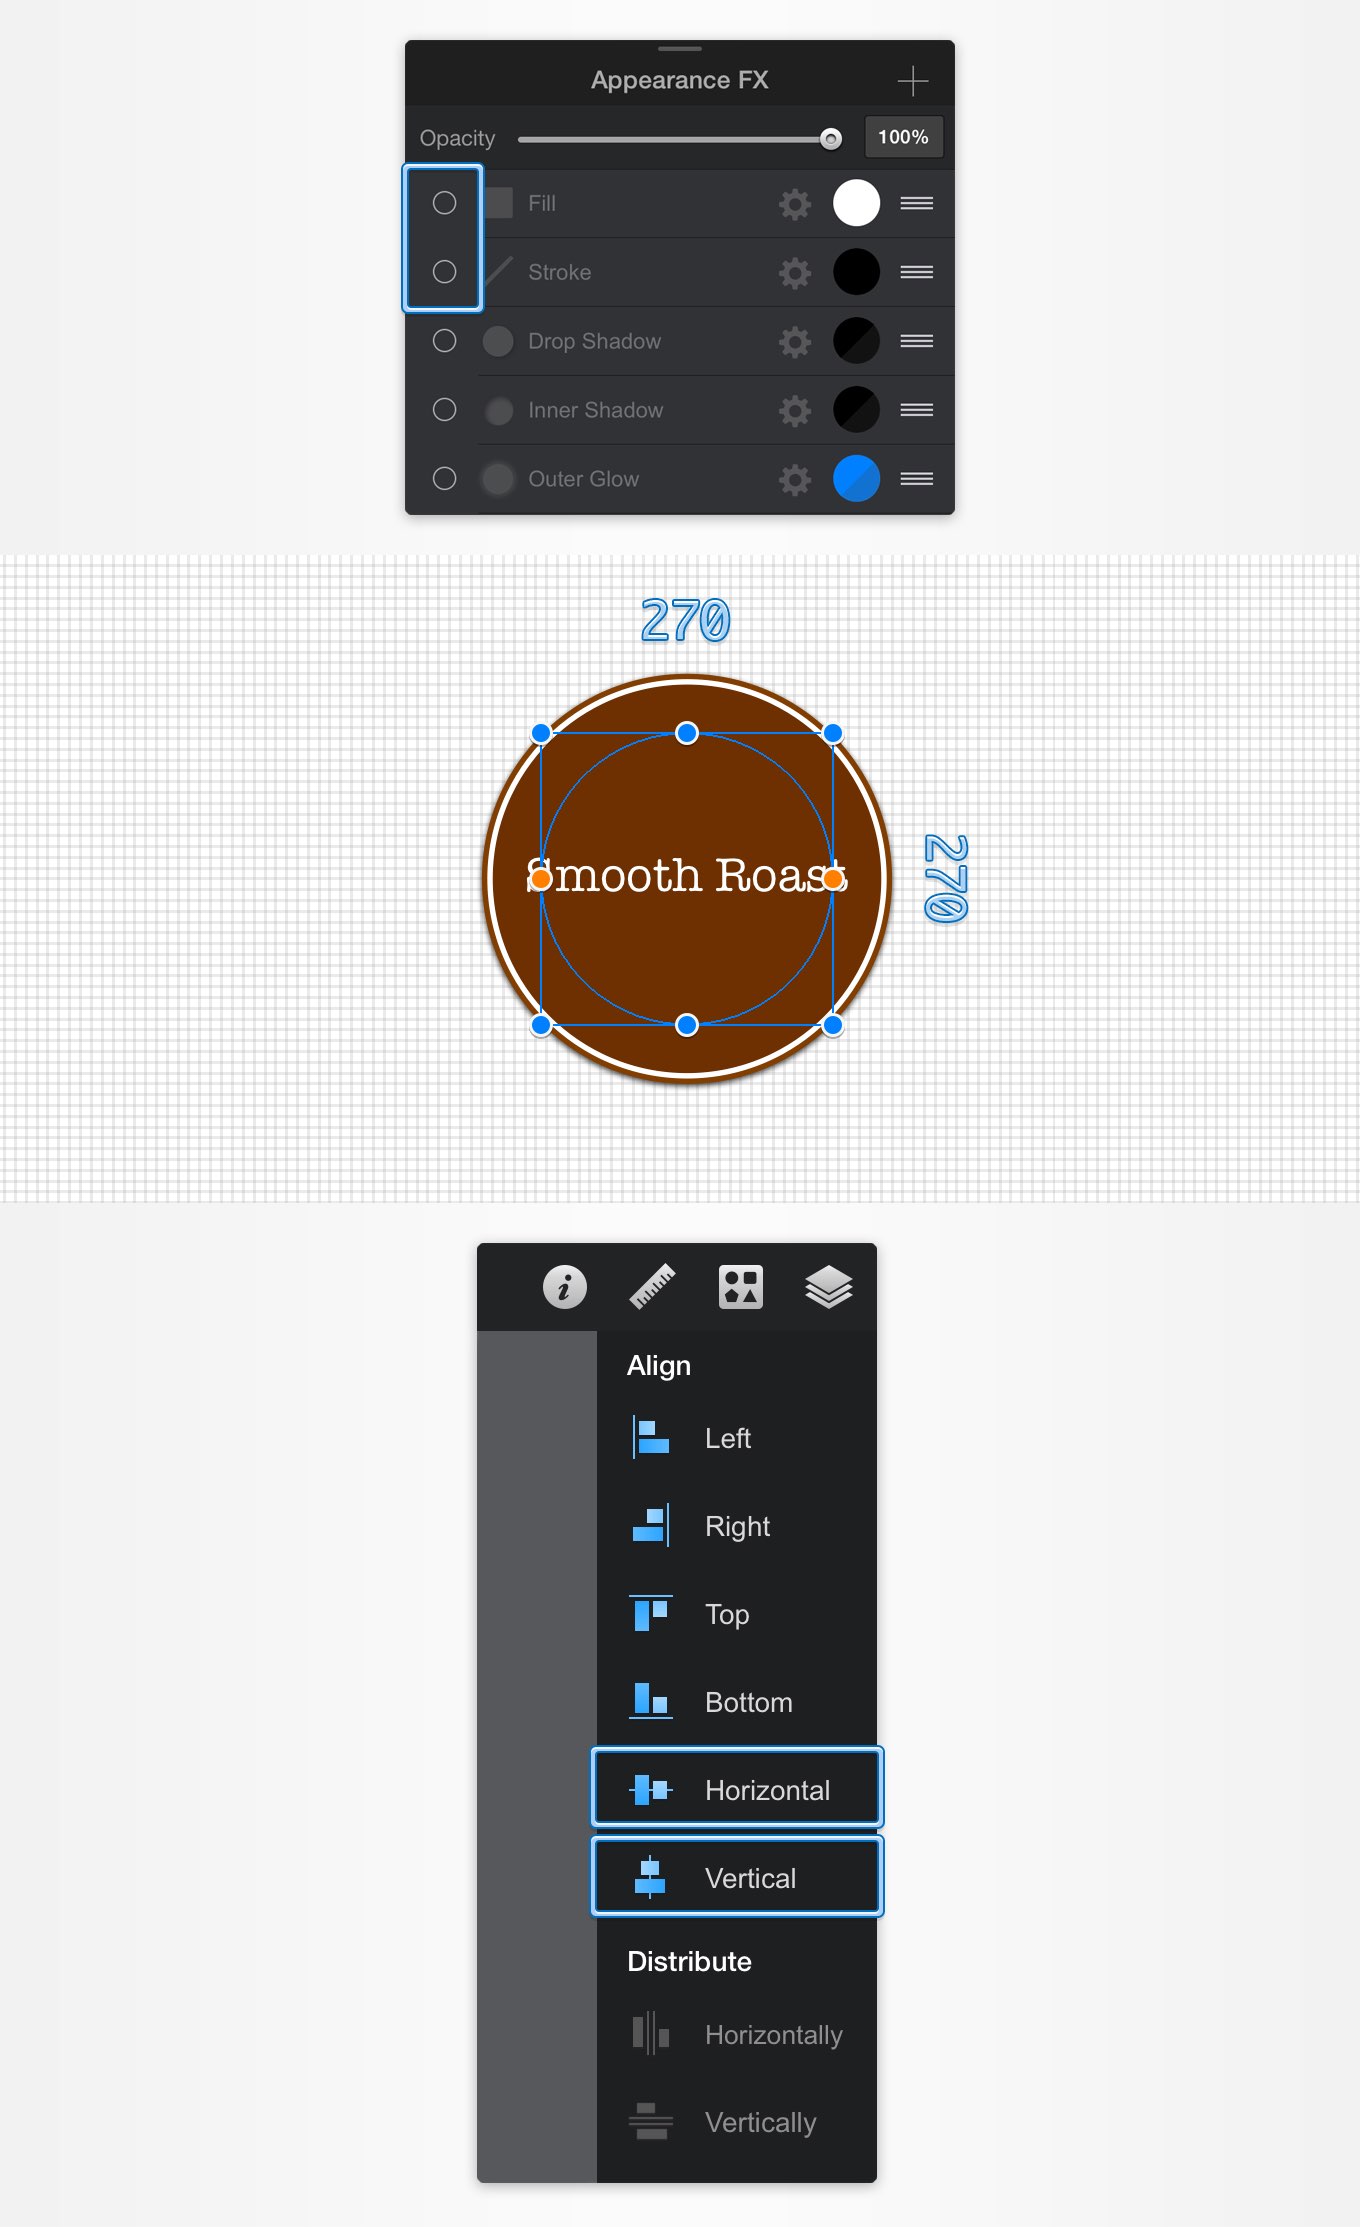 Appearance FX
Opacity 100%
Fill
Stroke
Drop Shadow
Inner Shadow
Outer Glow
270
Smooth Roast
270
Align
Left
Right
Top
Bottom
Horizontal
Vertical
Distribute
Horizontally
Vertically